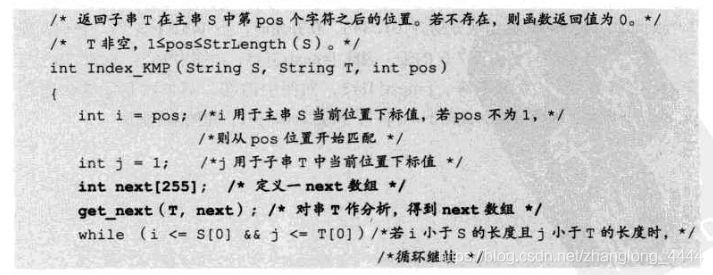 /* 返回子串 T 在主串 S 中第 pos 个字符之后的位置。若不存在，则函数返回值为 0。*/
/* T 非空，1≤pos≤StrLength(S)。*/
int Index_KMP(String S, String T, int pos)
{
int i = pos; /*i 用于主串 S 当前位置下标值，若 pos 不为 1，*/
/*则从 pos 位置开始匹配 */
int j = 1; /*j 用于子串 T 中当前位置下标值 */
int next[255]; /* 定义一 next 数组 */
get_next(T, next); /* 对串 T 作分析，得到 next 数组 */
while (i <= S[0] && j <= T[0])/*若 i 小于 S 的长度且 j 小于 T 的长度时，*/
/*循环继续 */
https://blog.csdn.net/zhanglong_4444